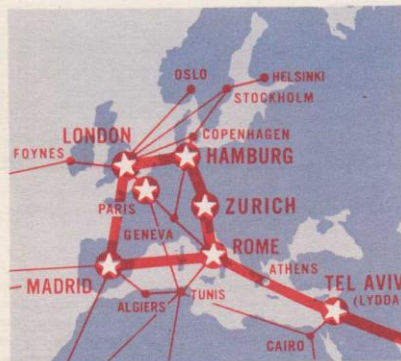 OSLO
HELSINKI
STOCKHOLM
LONDON
COPENHAGEN
FOYNES
HAMBURG
PARIS
ZURICH
GENEVA
ROME
MADRID
ATHENS
TEL AVIV
(LYDDA
ALGIERS
TUNIS
CAIRO